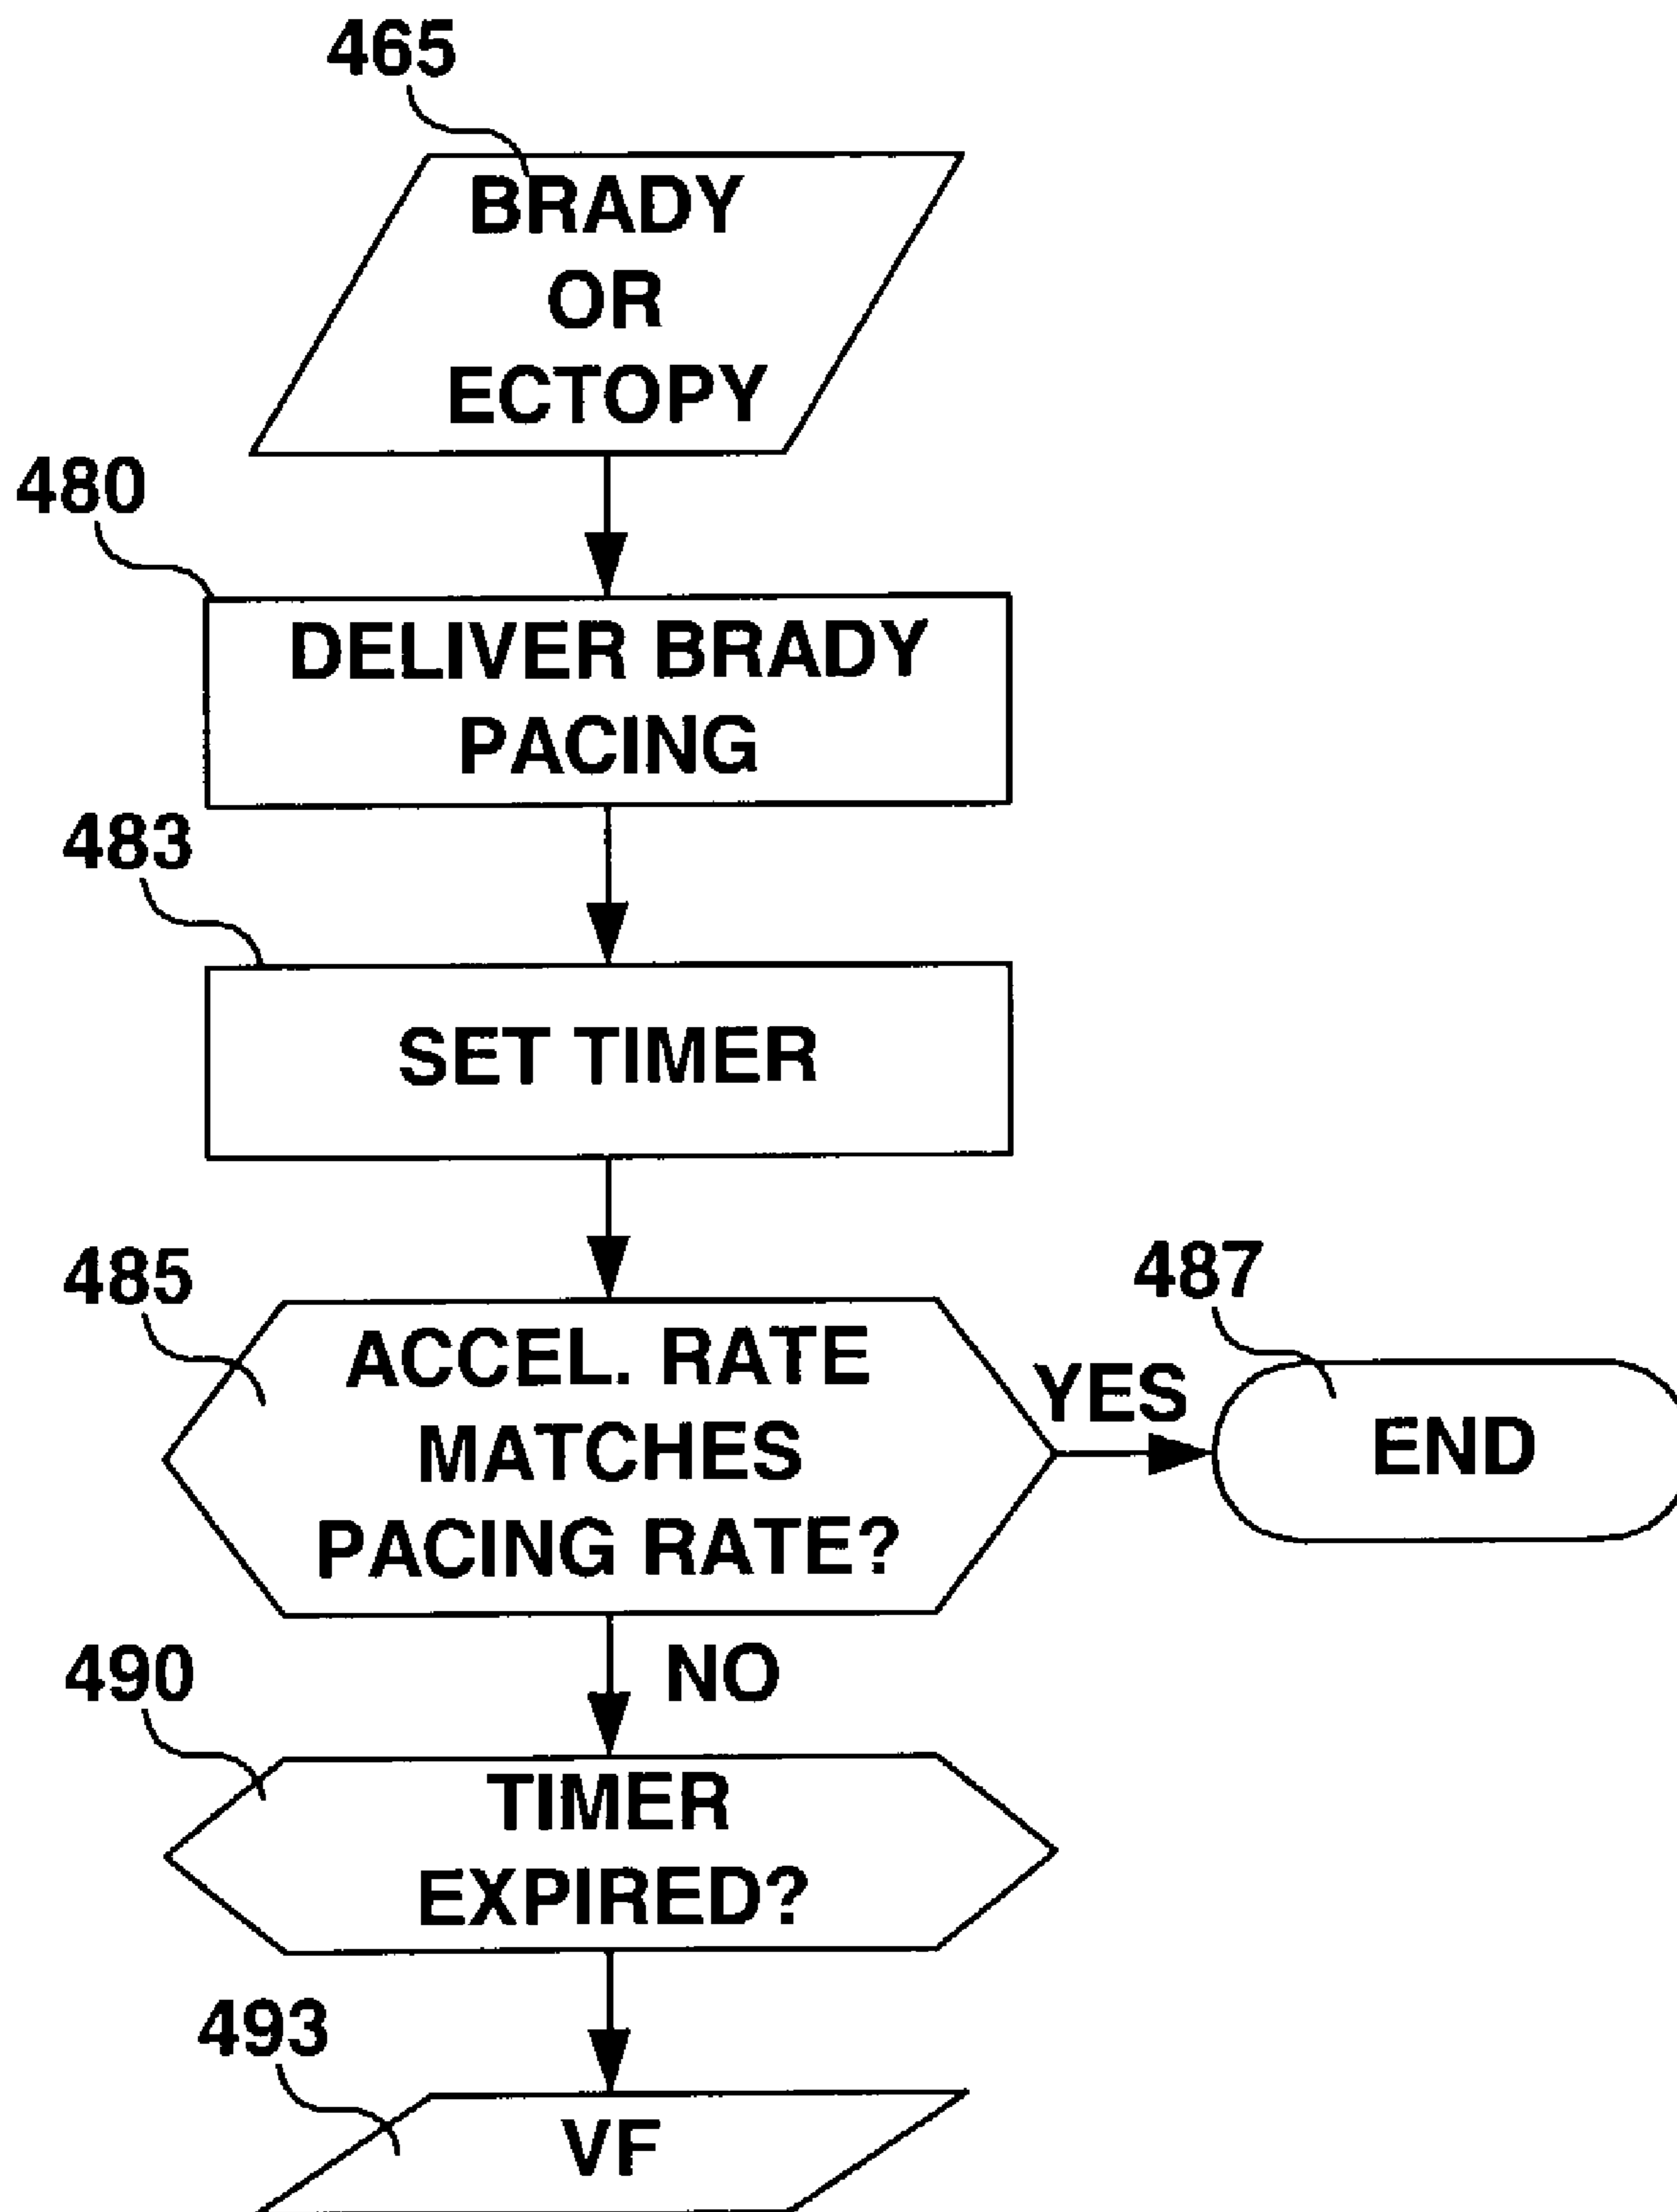 465
BRADY
OR
ECTOPY
480
DELIVER BRADY
PACING
483
SET TIMER
485
ACCEL. RATE
MATCHES
PACING RATE?
YES
487
END
NO
490
TIMER
EXPIRED?
493
VF